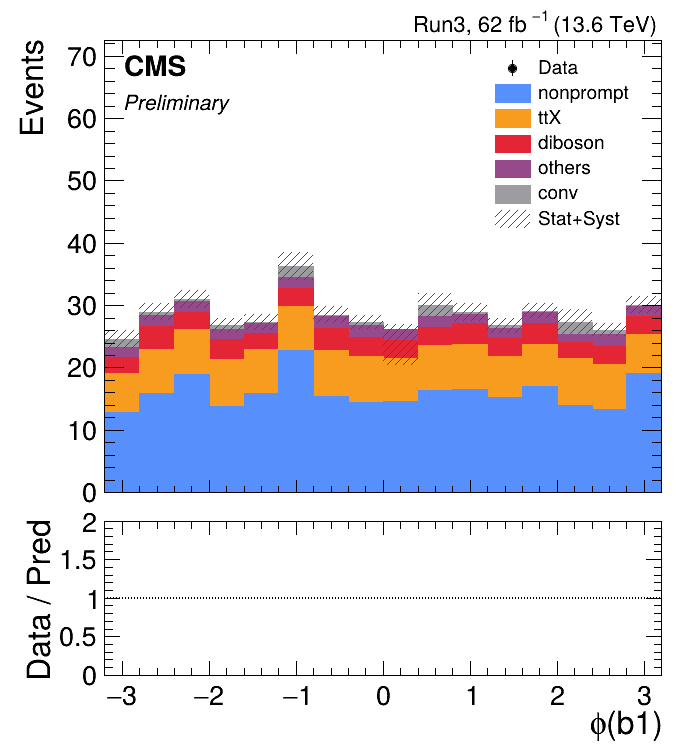 Run3, 62 fb⁻¹ (13.6 TeV)
Events
CMS
Preliminary
Data
nonprompt
ttX
diboson
others
conv
Stat+Syst
70
60
50
40
30
20
10
0
Data / Pred
2
1.5
1
0.5
0
−3 −2 −1 0 1 2 3
ϕ(b1)